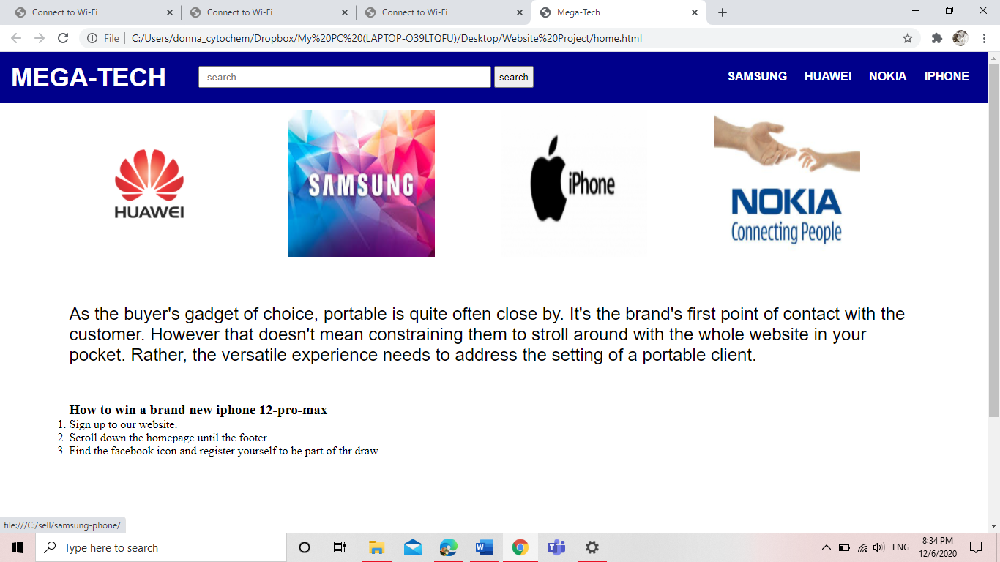 Connect to Wi-Fi
Connect to Wi-Fi
Connect to Wi-Fi
Mega-Tech
File
C:/Users/donna_cytochem/Dropbox/My%20PC%20(LAPTOP-O39LTQFU)/Desktop/Website%20Project/home.html
MEGA-TECH
search...
search
SAMSUNG HUAWEI NOKIA IPHONE
HUAWEI
SAMSUNG
iPhone
NOKIA
Connecting People
As the buyer's gadget of choice, portable is quite often close by. It's the brand's first point of contact with the
customer. However that doesn't mean constraining them to stroll around with the whole website in your
pocket. Rather, the versatile experience needs to address the setting of a portable client.
How to win a brand new iphone 12-pro-max
1. Sign up to our website.
2. Scroll down the homepage until the footer.
3. Find the facebook icon and register yourself to be part of thr draw.
file:///C:/sell/samsung-phone/
Type here to search
ENG
8:34 PM
12/6/2020